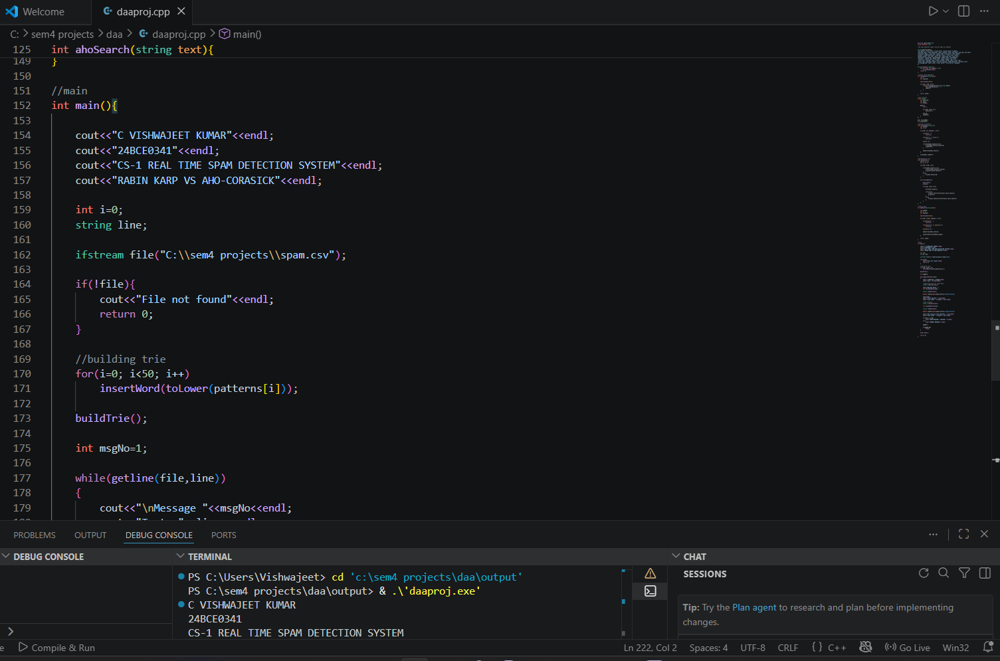 Welcome
daaproj.cpp
C: > sem4 projects > daa > daaproj.cpp > main()
125 int ahoSearch(string text){
149 }
150
151 //main
152 int main(){
153
154 cout<<"C VISHWAJEET KUMAR"<<endl;
155 cout<<"24BCE0341"<<endl;
156 cout<<"CS-1 REAL TIME SPAM DETECTION SYSTEM"<<endl;
157 cout<<"RABIN KARP VS AHO-CORASICK"<<endl;
158
159 int i=0;
160 string line;
161
162 ifstream file("C:\\sem4 projects\\spam.csv");
163
164 if(!file){
165 cout<<"File not found"<<endl;
166 return 0;
167 }
168
169 //building trie
170 for(i=0; i<50; i++)
171 insertWord(toLower(patterns[i]));
172
173 buildTrie();
174
175 int msgNo=1;
176
177 while(getline(file,line))
178 {
179 cout<<"\nMessage "<<msgNo<<endl;
PROBLEMS OUTPUT DEBUG CONSOLE PORTS
DEBUG CONSOLE
TERMINAL
PS C:\Users\Vishwajeet> cd 'c:\sem4 projects\daa\output'
PS C:\sem4 projects\daa\output> & .\'daaproj.exe'
C VISHWAJEET KUMAR
24BCE0341
CS-1 REAL TIME SPAM DETECTION SYSTEM
CHAT
SESSIONS
Tip: Try the Plan agent to research and plan before implementing
changes.
e Compile & Run Ln 222, Col 2 Spaces: 4 UTF-8 CRLF { } C++ Go Live Win32